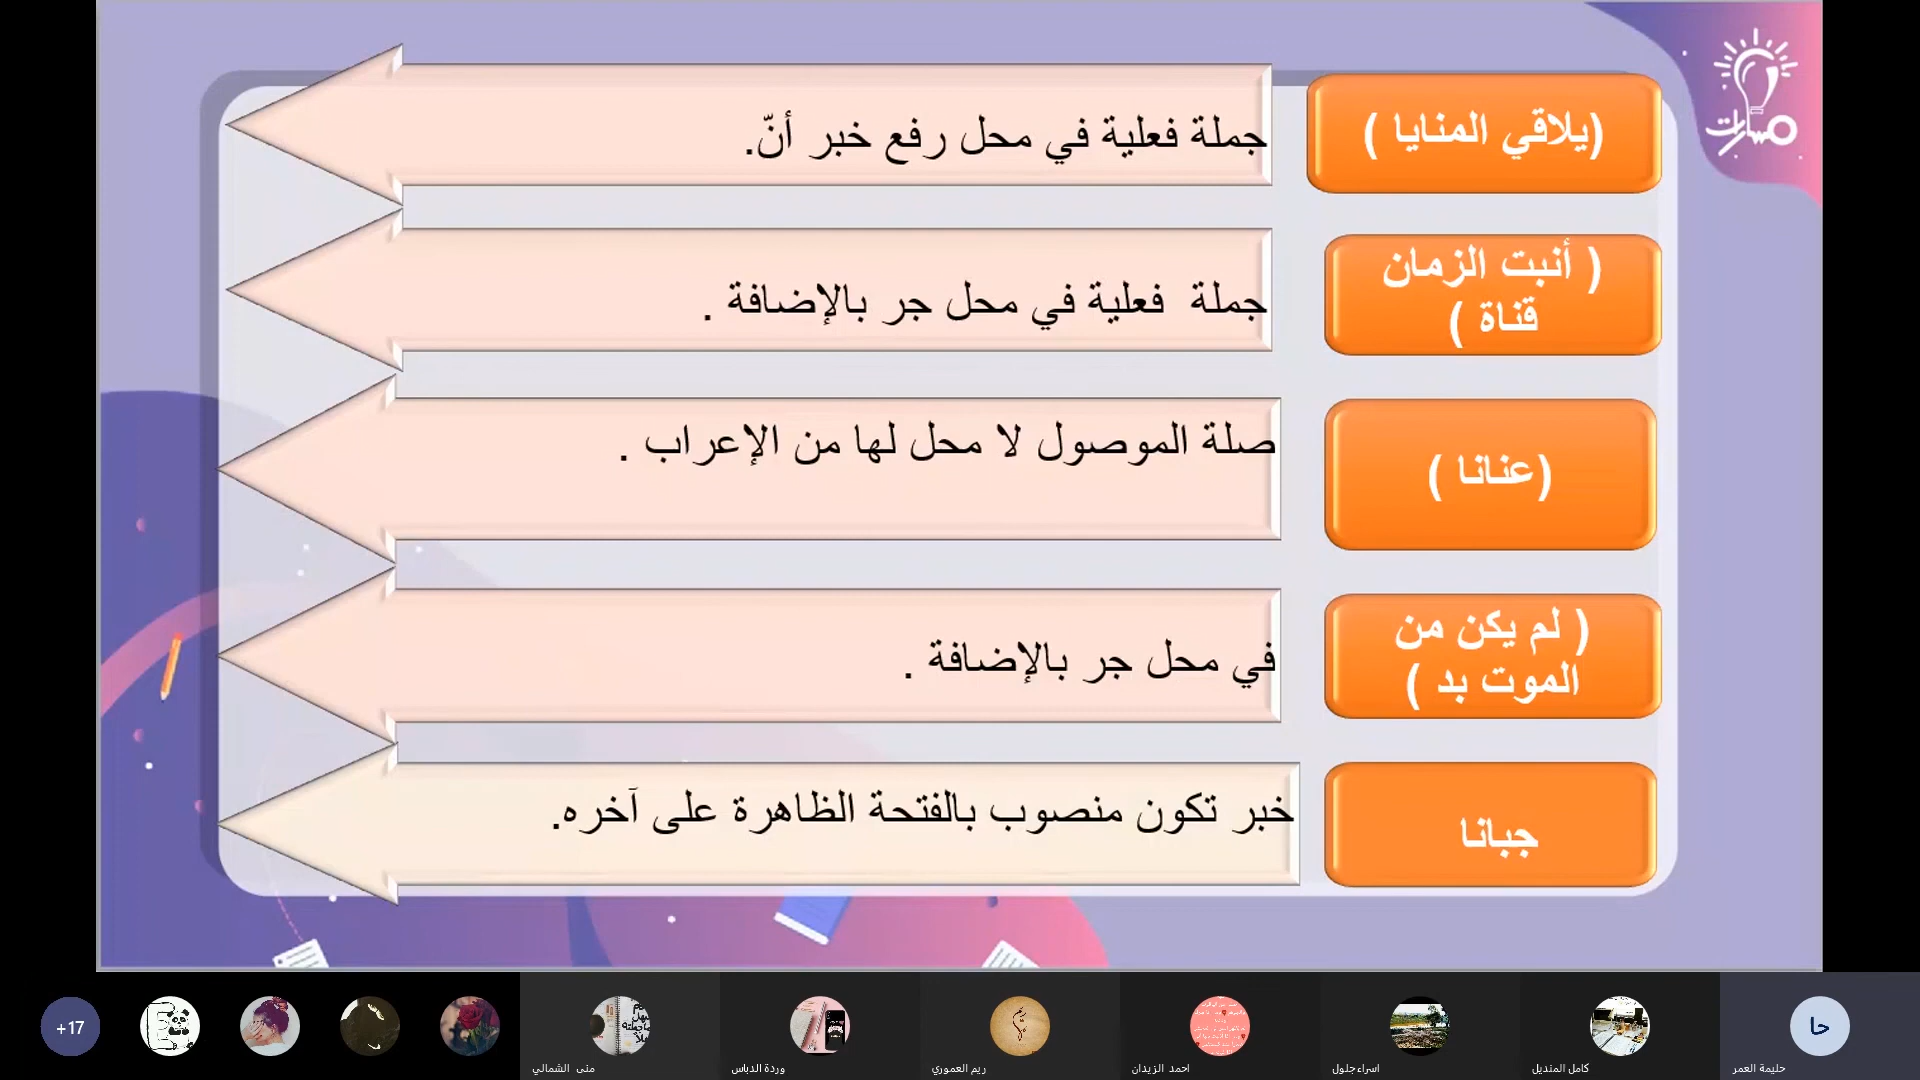 مسارات
(يلاقي المنايا )
جملة فعلية في محل رفع خبر أنّ.
( أنبت الزمان
قناة )
جملة فعلية في محل جر بالإضافة .
(عنانا )
صلة الموصول لا محل لها من الإعراب .
( لم يكن من
الموت بد )
في محل جر بالإضافة .
جبانا
خبر تكون منصوب بالفتحة الظاهرة على آخره.
حا
حليمة العمر
كامل المنديل
اسراءجلول
احمد الزيدان
ريم العموري
وردة الدباس
منى الشمالي
+17